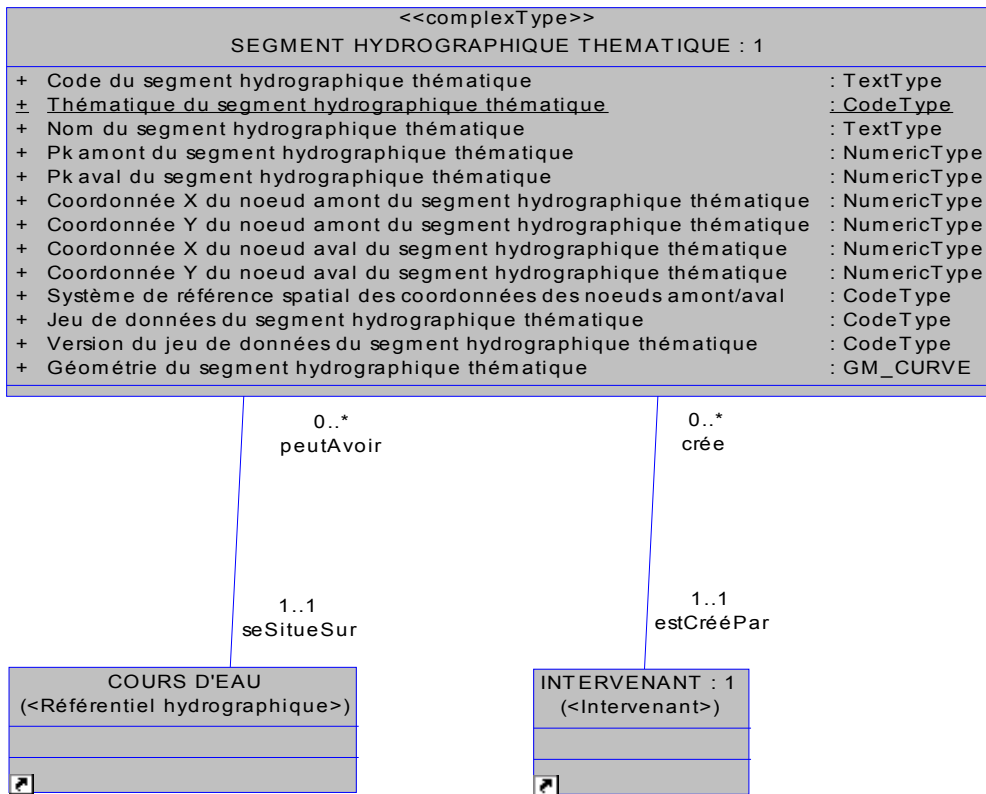 <<complexType>>
SEGMENT HYDROGRAPHIQUE THEMATIQUE : 1
+ Code du segment hydrographique thématique : TextType
+ Thématique du segment hydrographique thématique : CodeType
+ Nom du segment hydrographique thématique : TextType
+ Pk amont du segment hydrographique thématique : NumericType
+ Pk aval du segment hydrographique thématique : NumericType
+ Coordonnée X du noeud amont du segment hydrographique thématique : NumericType
+ Coordonnée Y du noeud amont du segment hydrographique thématique : NumericType
+ Coordonnée X du noeud aval du segment hydrographique thématique : NumericType
+ Coordonnée Y du noeud aval du segment hydrographique thématique : NumericType
+ Système de référence spatial des coordonnées des noeuds amont/aval : CodeType
+ Jeu de données du segment hydrographique thématique : CodeType
+ Version du jeu de données du segment hydrographique thématique : CodeType
+ Géométrie du segment hydrographique thématique : GM_CURVE
0..*
peutAvoir
0..*
crée
1..1
seSitueSur
1..1
estCrééPar
COURS D'EAU
(<Référentiel hydrographique>)
INTERVENANT : 1
(<Intervenant>)